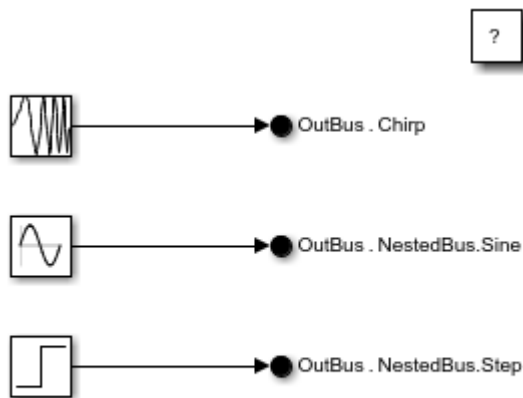 ?
OutBus . Chirp
OutBus . NestedBus.Sine
OutBus . NestedBus.Step